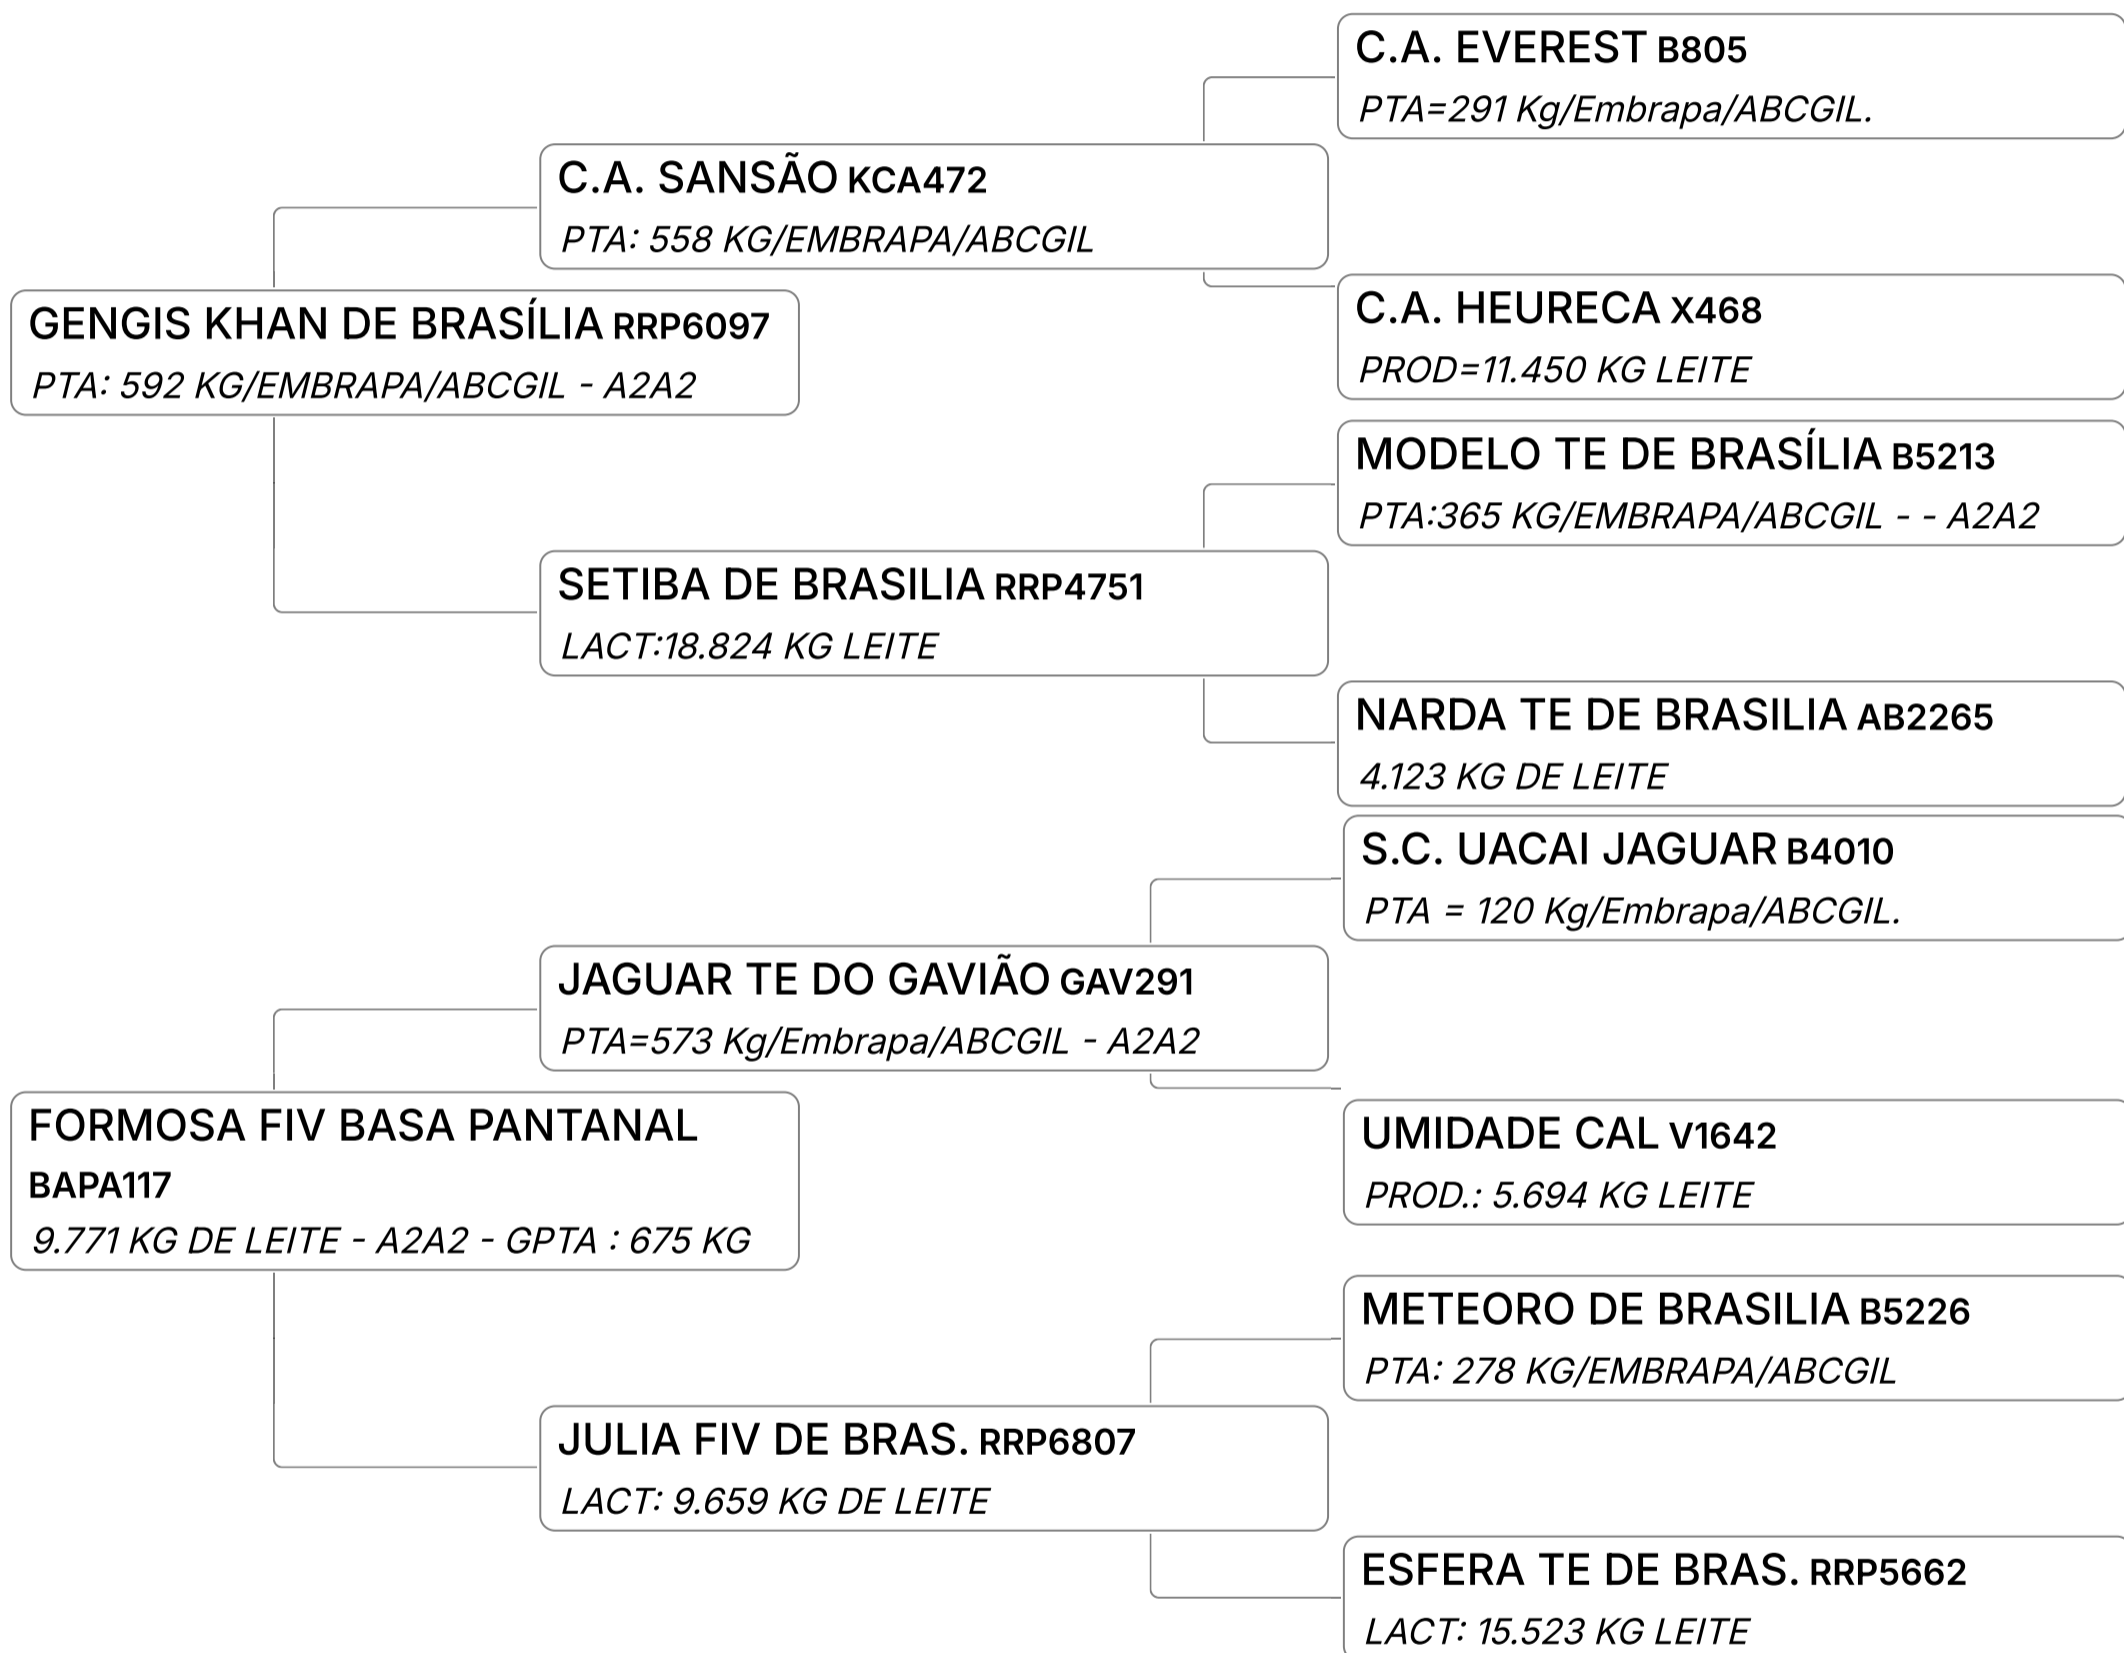 C.A. EVEREST B805
PTA=291 Kg/Embrapa/ABCGIL.
C.A. SANSÃO KCA472
PTA: 558 KG/EMBRAPA/ABCGIL
C.A. HEURECA X468
PROD=11.450 KG LEITE
GENGIS KHAN DE BRASÍLIA RRP6097
PTA: 592 KG/EMBRAPA/ABCGIL - A2A2
MODELO TE DE BRASÍLIA B5213
PTA:365 KG/EMBRAPA/ABCGIL - - A2A2
SETIBA DE BRASILIA RRP4751
LACT:18.824 KG LEITE
NARDA TE DE BRASILIA AB2265
4.123 KG DE LEITE
S.C. UACAI JAGUAR B4010
PTA = 120 Kg/Embrapa/ABCGIL.
JAGUAR TE DO GAVIÃO GAV291
PTA=573 Kg/Embrapa/ABCGIL - A2A2
UMIDADE CAL V1642
PROD.: 5.694 KG LEITE
FORMOSA FIV BASA PANTANAL
BAPA117
9.771 KG DE LEITE - A2A2 - GPTA : 675 KG
METEORO DE BRASILIA B5226
PTA: 278 KG/EMBRAPA/ABCGIL
JULIA FIV DE BRAS. RRP6807
LACT: 9.659 KG DE LEITE
ESFERA TE DE BRAS. RRP5662
LACT: 15.523 KG LEITE